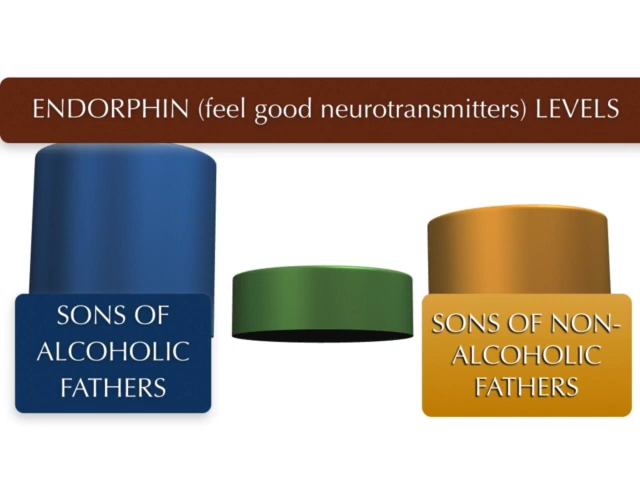 ENDORPHIN (feel good neurotransmitters) LEVELS
SONS OF
ALCOHOLIC
FATHERS
SONS OF NON-
ALCOHOLIC
FATHERS